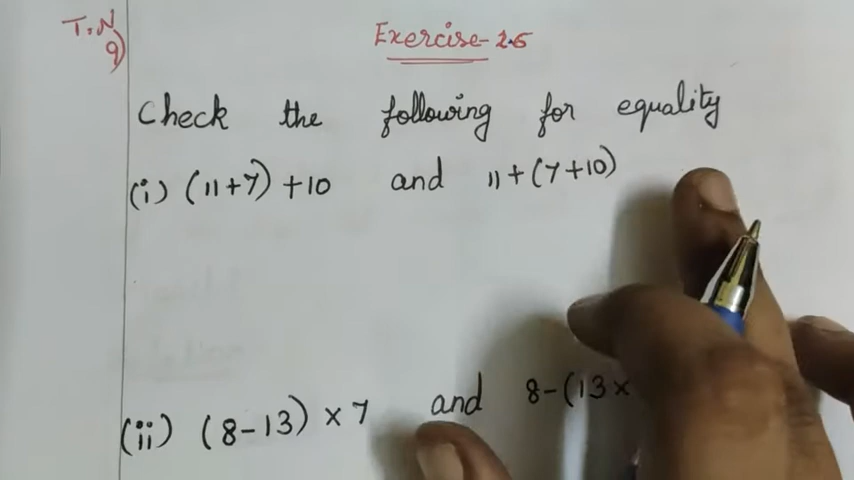 T.N
9)
Exercise-2.5
Check the following for equality
(i) (11+7)+10 and 11+(7+10)
(ii) (8-13) × 7 and 8-(13×